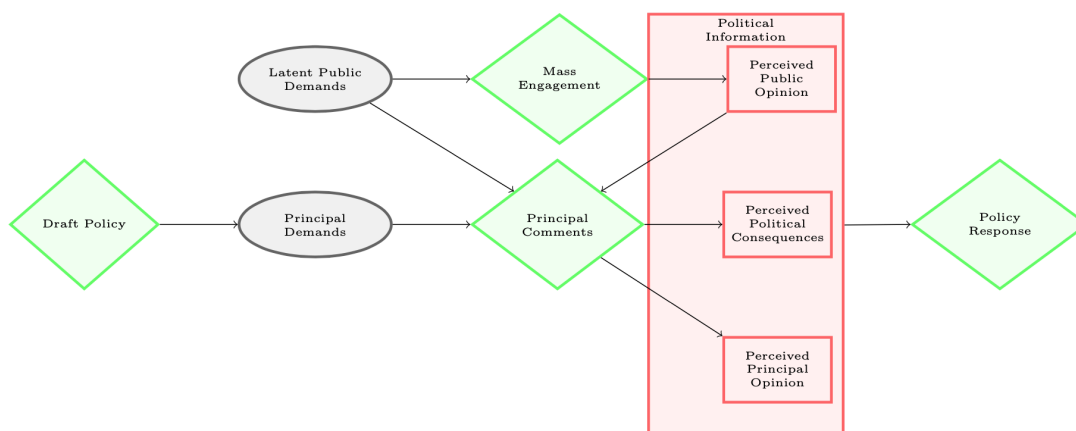 Political
Information
Latent Public
Demands
Mass
Engagement
Perceived
Public
Opinion
Draft Policy
Principal
Demands
Principal
Comments
Perceived
Political
Consequences
Policy
Response
Perceived
Principal
Opinion